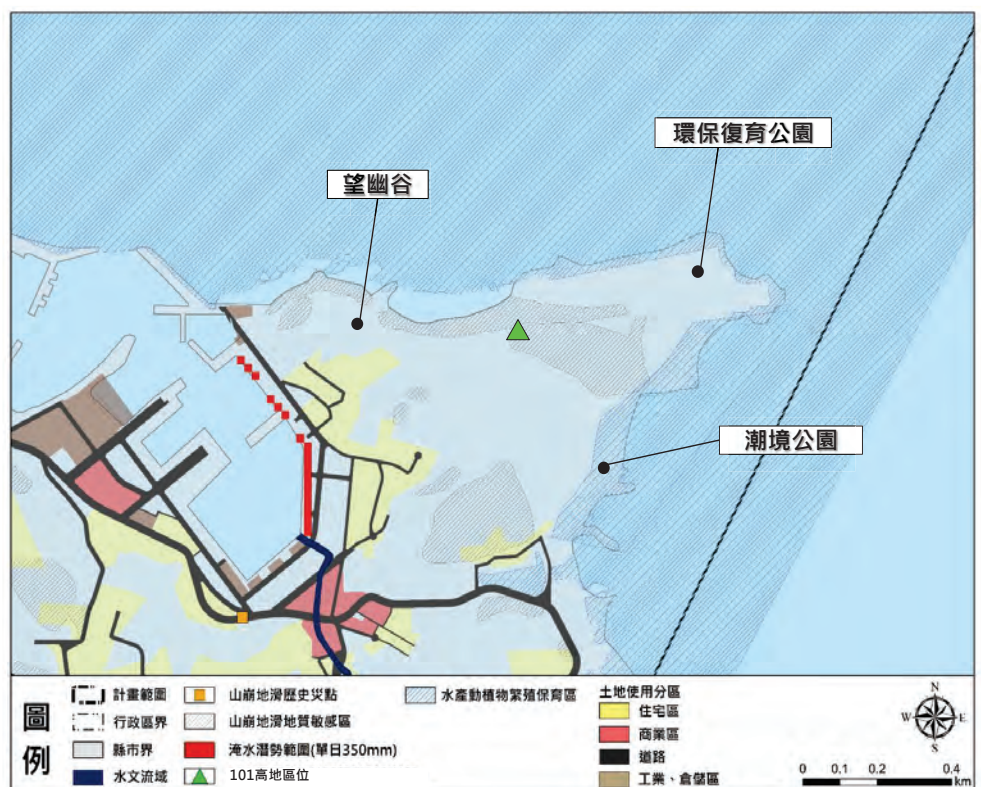 環保復育公園
望幽谷
潮境公園
圖例
計畫範圍
行政區界
縣市界
水文流域
山崩地滑歷史災點
山崩地滑地質敏感區
淹水潛勢範圍(單日350mm)
101高地區位
水產動植物繁殖保育區
土地使用分區
住宅區
商業區
道路
工業、倉儲區
N
W E
S
0 0.1 0.2 0.4
km